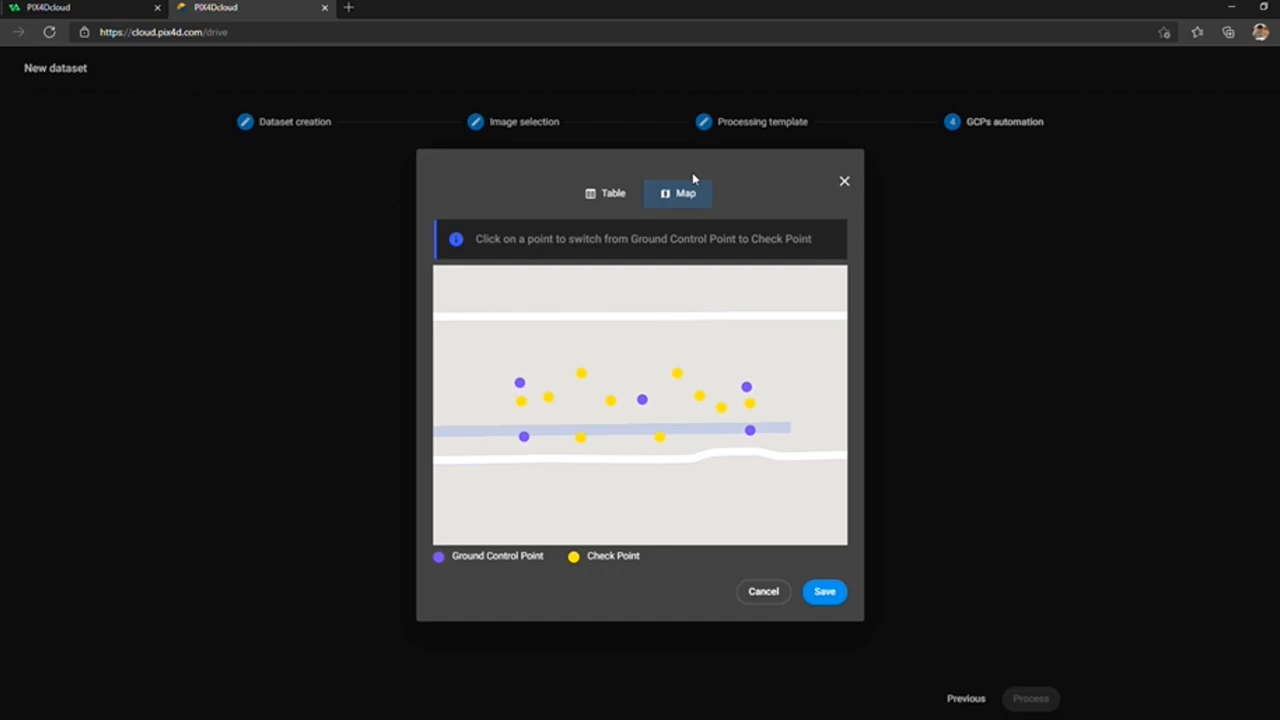 PIX4Dcloud
PIX4Dcloud
https://cloud.pix4d.com/drive
New dataset
Dataset creation
Image selection
Processing template
4 GCPs automation
Table
Map
Click on a point to switch from Ground Control Point to Check Point
Ground Control Point
Check Point
Cancel
Save
Previous
Process